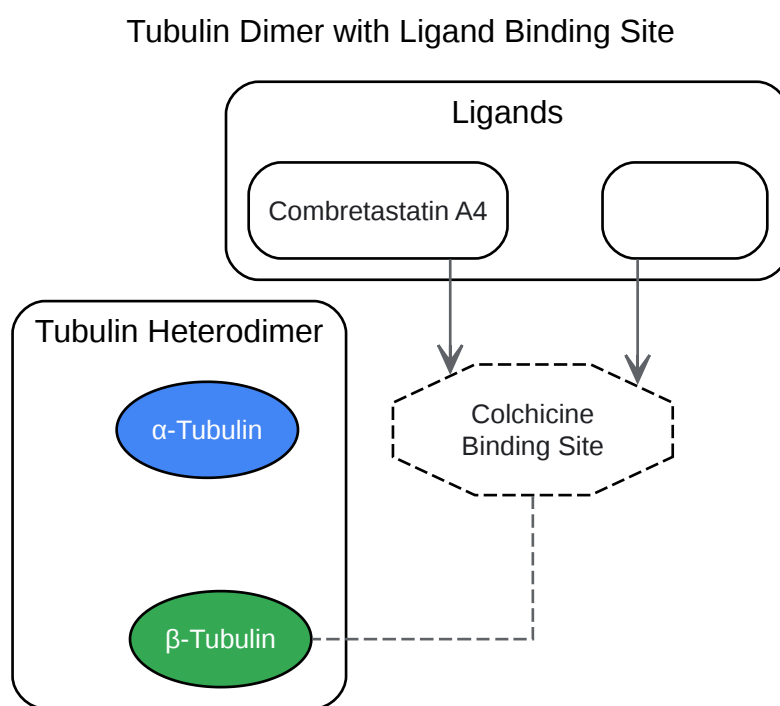 Tubulin Dimer with Ligand Binding Site
Ligands
Combretastatin A4
Tubulin Heterodimer
α-Tubulin
Colchicine
Binding Site
β-Tubulin